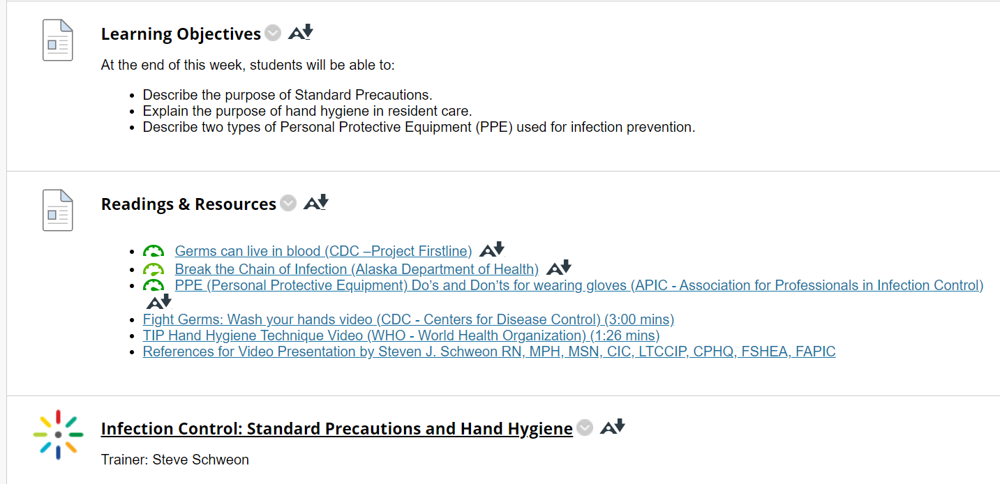 Learning Objectives
At the end of this week, students will be able to:
Describe the purpose of Standard Precautions.
Explain the purpose of hand hygiene in resident care.
Describe two types of Personal Protective Equipment (PPE) used for infection prevention.
Readings & Resources
Germs can live in blood (CDC –Project Firstline)
Break the Chain of Infection (Alaska Department of Health)
PPE (Personal Protective Equipment) Do’s and Don’ts for wearing gloves (APIC - Association for Professionals in Infection Control)
Fight Germs: Wash your hands video (CDC - Centers for Disease Control) (3:00 mins)
TIP Hand Hygiene Technique Video (WHO - World Health Organization) (1:26 mins)
References for Video Presentation by Steven J. Schweon RN, MPH, MSN, CIC, LTCCIP, CPHQ, FSHEA, FAPIC
Infection Control: Standard Precautions and Hand Hygiene
Trainer: Steve Schweon